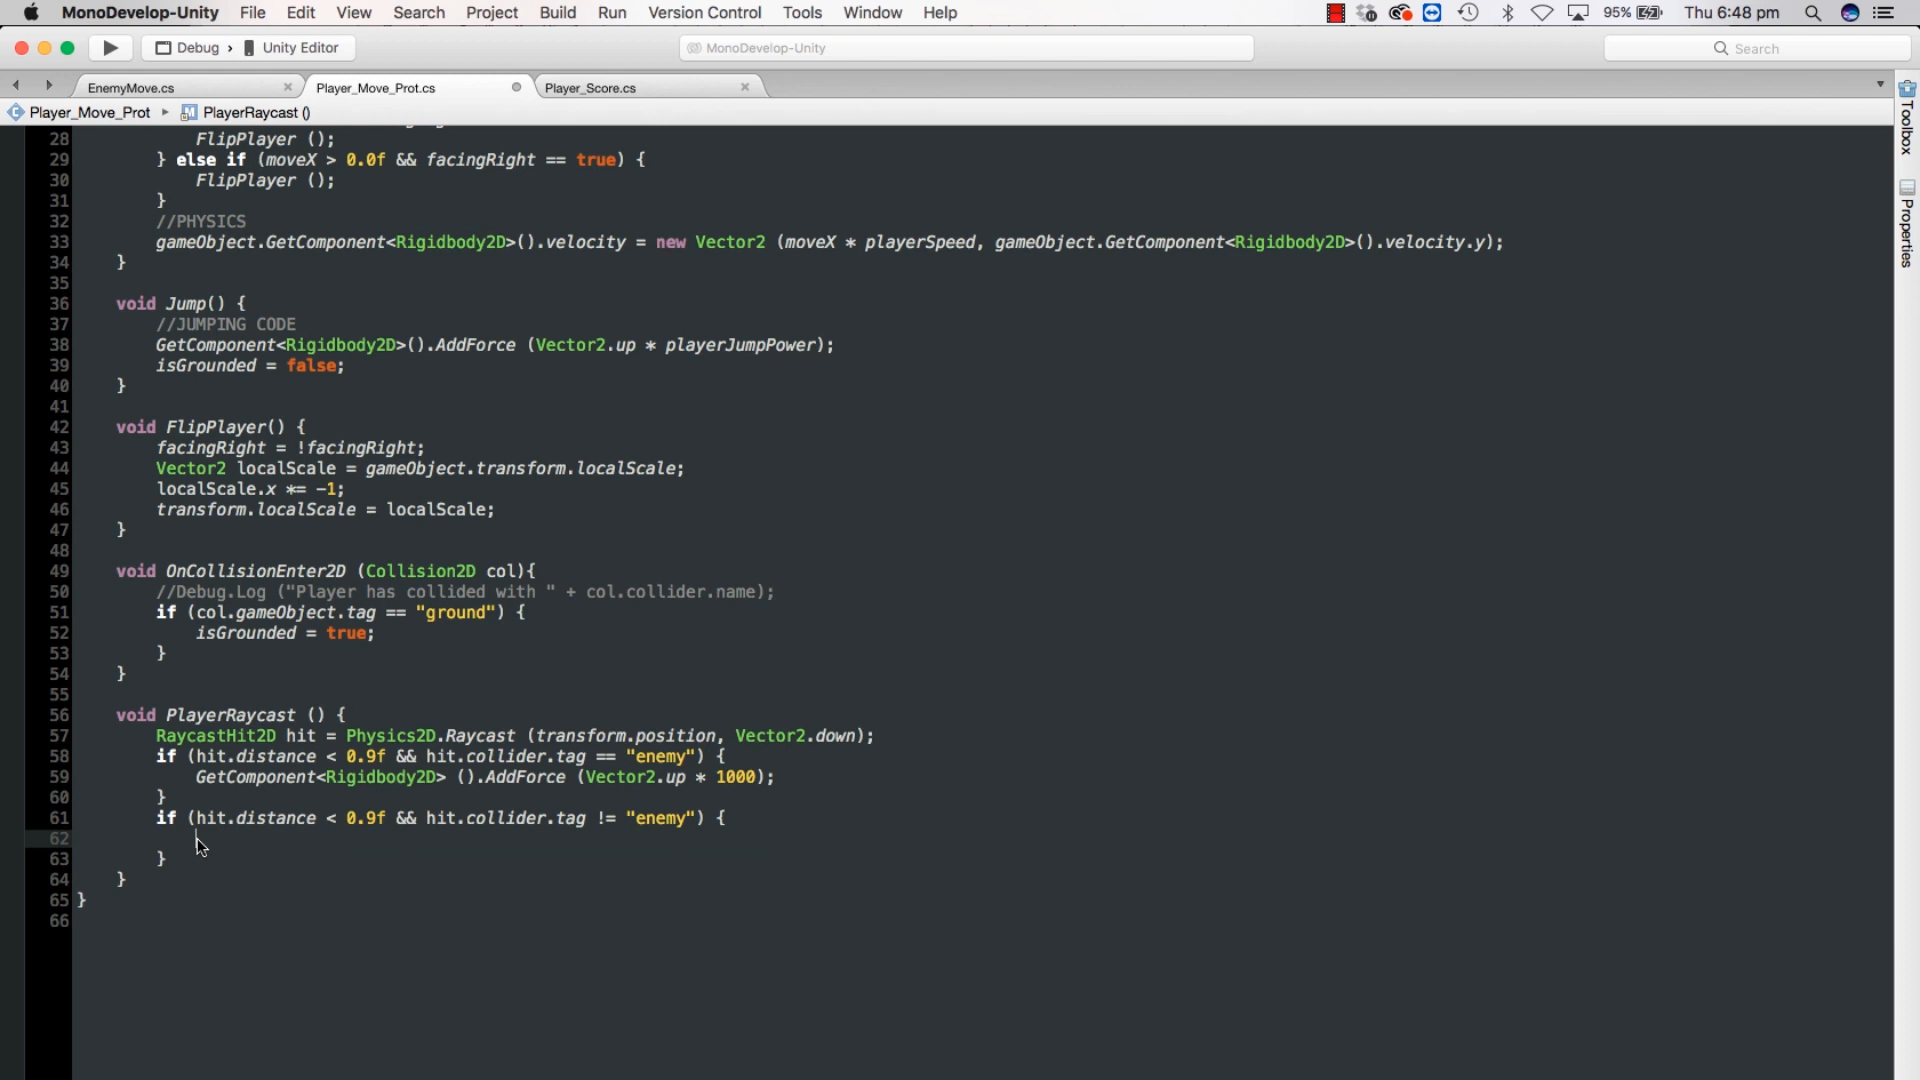 MonoDevelop-Unity File Edit View Search Project Build Run Version Control Tools Window Help 95% Thu 6:48 pm
Debug › Unity Editor MonoDevelop-Unity Search
EnemyMove.cs Player_Move_Prot.cs Player_Score.cs
Player_Move_Prot PlayerRaycast ()
28 FlipPlayer ();
29 } else if (moveX > 0.0f && facingRight == true) {
30 FlipPlayer ();
31 }
32 //PHYSICS
33 gameObject.GetComponent<Rigidbody2D>().velocity = new Vector2 (moveX * playerSpeed, gameObject.GetComponent<Rigidbody2D>().velocity.y);
34 }
35
36 void Jump() {
37 //JUMPING CODE
38 GetComponent<Rigidbody2D>().AddForce (Vector2.up * playerJumpPower);
39 isGrounded = false;
40 }
41
42 void FlipPlayer() {
43 facingRight = !facingRight;
44 Vector2 localScale = gameObject.transform.localScale;
45 localScale.x *= -1;
46 transform.localScale = localScale;
47 }
48
49 void OnCollisionEnter2D (Collision2D col){
50 //Debug.Log ("Player has collided with " + col.collider.name);
51 if (col.gameObject.tag == "ground") {
52 isGrounded = true;
53 }
54 }
55
56 void PlayerRaycast () {
57 RaycastHit2D hit = Physics2D.Raycast (transform.position, Vector2.down);
58 if (hit.distance < 0.9f && hit.collider.tag == "enemy") {
59 GetComponent<Rigidbody2D> ().AddForce (Vector2.up * 1000);
60 }
61 if (hit.distance < 0.9f && hit.collider.tag != "enemy") {
62
63 }
64 }
65 }
66
Toolbox
Properties